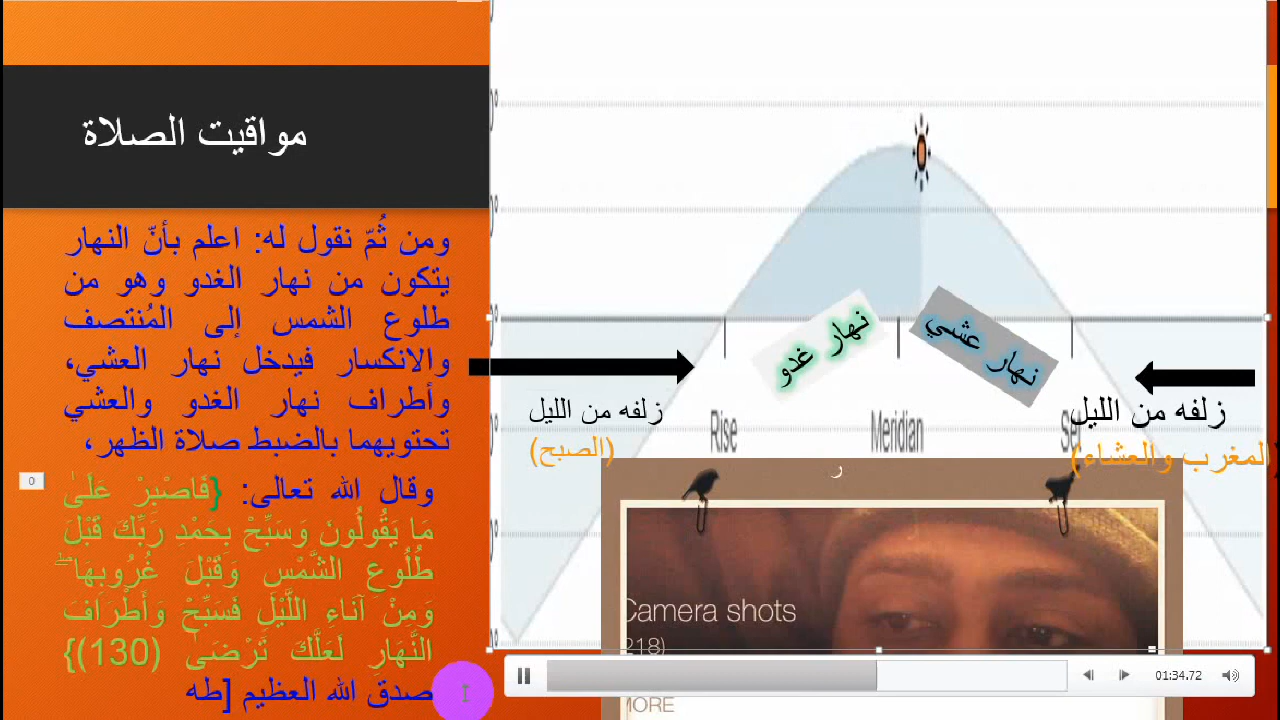 مواقيت الصلاة
ومن ثُمّ نقول له: اعلم بأنّ النهار
يتكون من نهار الغدو وهو من
طلوع الشمس إلى المُنتصف
والانكسار فيدخل نهار العشي،
وأطراف نهار الغدو والعشي
تحتويهما بالضبط صلاة الظهر،
وقال الله تعالى: {فَاصْبِرْ عَلَىٰ
مَا يَقُولُونَ وَسَبِّحْ بِحَمْدِ رَبِّكَ قَبْلَ
طُلُوعِ الشَّمْسِ وَقَبْلَ غُرُوبِهَا ۖ
وَمِنْ آنَاءِ اللَّيْلِ فَسَبِّحْ وَأَطْرَافَ
النَّهَارِ لَعَلَّكَ تَرْضَىٰ (130)}
صدق الله العظيم [طه
0
نهار غدو
نهار عشي
زلفه من الليل
(الصبح)
زلفه من الليل
(المغرب والعشاء
Rise
Meridian
Set
ر
Camera shots
218)
MORE
01:34.72